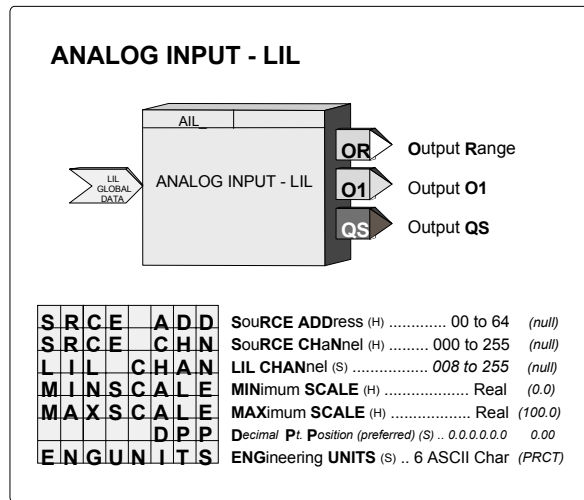 ANALOG INPUT - LIL
AIL_
LIL
GLOBAL
DATA
ANALOG INPUT - LIL
OR Output Range
O1 Output O1
QS Output QS
SRCE ADD SouRCE ADDress (H) ............. 00 to 64 (null)
SRCE CHN SouRCE CHaNnel (H) ........... 000 to 255 (null)
LIL CHAN LIL CHANnel (S) .................. 008 to 255 (null)
MINSCALE MINimum SCALE (H) ................... Real (0.0)
MAXSCALE MAXimum SCALE (H) .................. Real (100.0)
DPP Decimal Pt. Position (preferred) (S) .. 0.0.0.0.0.0 0.00
ENGUNITS ENGineering UNITS (S) .. 6 ASCII Char (PRCT)